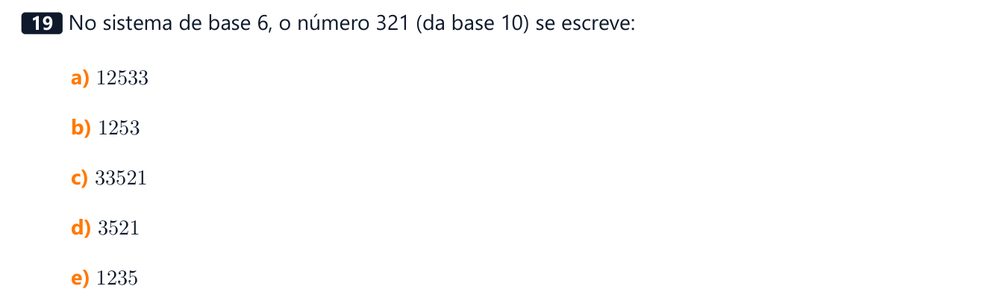 19 No sistema de base 6, o número 321 (da base 10) se escreve:
a) 12533
b) 1253
c) 33521
d) 3521
e) 1235